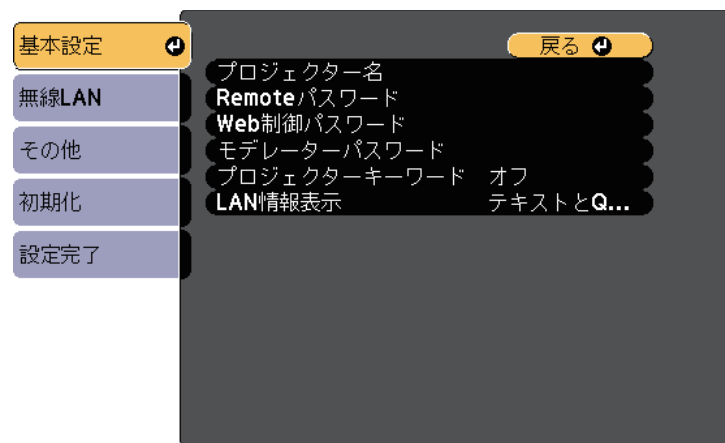 基本設定
無線LAN
その他
初期化
設定完了
戻る
プロジェクター名
Remoteパスワード
Web制御パスワード
モデレーターパスワード
プロジェクターキーワード オフ
LAN情報表示 テキストとQ...